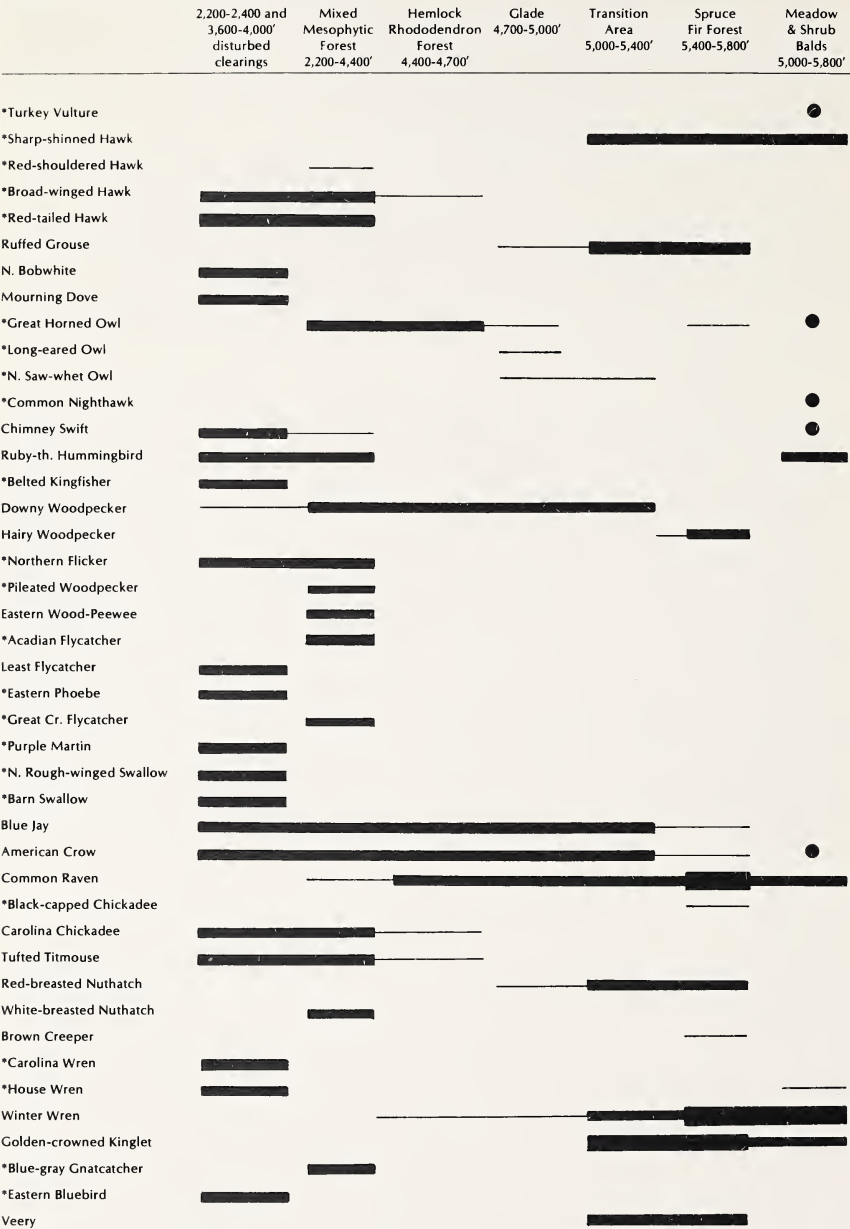 2,200-2,400 and
3,600-4,000′
disturbed
clearings
Mixed
Mesophytic
Forest
2,200-4,400′
Hemlock
Rhododendron
Forest
4,400-4,700′
Glade
4,700-5,000′
Transition
Area
5,000-5,400′
Spruce
Fir Forest
5,400-5,800′
Meadow
& Shrub
Balds
5,000-5,800′
*Turkey Vulture
*Sharp-shinned Hawk
*Red-shouldered Hawk
*Broad-winged Hawk
*Red-tailed Hawk
Ruffed Grouse
N. Bobwhite
Mourning Dove
*Great Horned Owl
*Long-eared Owl
*N. Saw-whet Owl
*Common Nighthawk
Chimney Swift
Ruby-th. Hummingbird
*Belted Kingfisher
Downy Woodpecker
Hairy Woodpecker
*Northern Flicker
*Pileated Woodpecker
Eastern Wood-Peewee
*Acadian Flycatcher
Least Flycatcher
*Eastern Phoebe
*Great Cr. Flycatcher
*Purple Martin
*N. Rough-winged Swallow
*Barn Swallow
Blue Jay
American Crow
Common Raven
*Black-capped Chickadee
Carolina Chickadee
Tufted Titmouse
Red-breasted Nuthatch
White-breasted Nuthatch
Brown Creeper
*Carolina Wren
*House Wren
Winter Wren
Golden-crowned Kinglet
*Blue-gray Gnatcatcher
*Eastern Bluebird
Veery